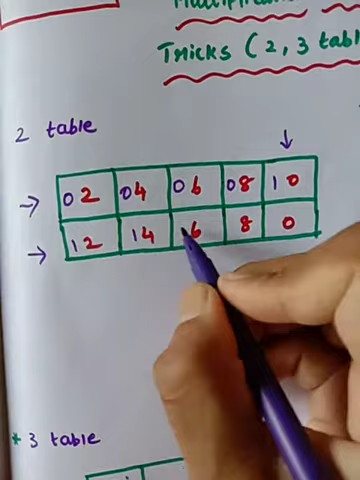 Tricks (2, 3 tabl
2 table
02 04 06 08 10
12 14 16 8 0
* 3 table